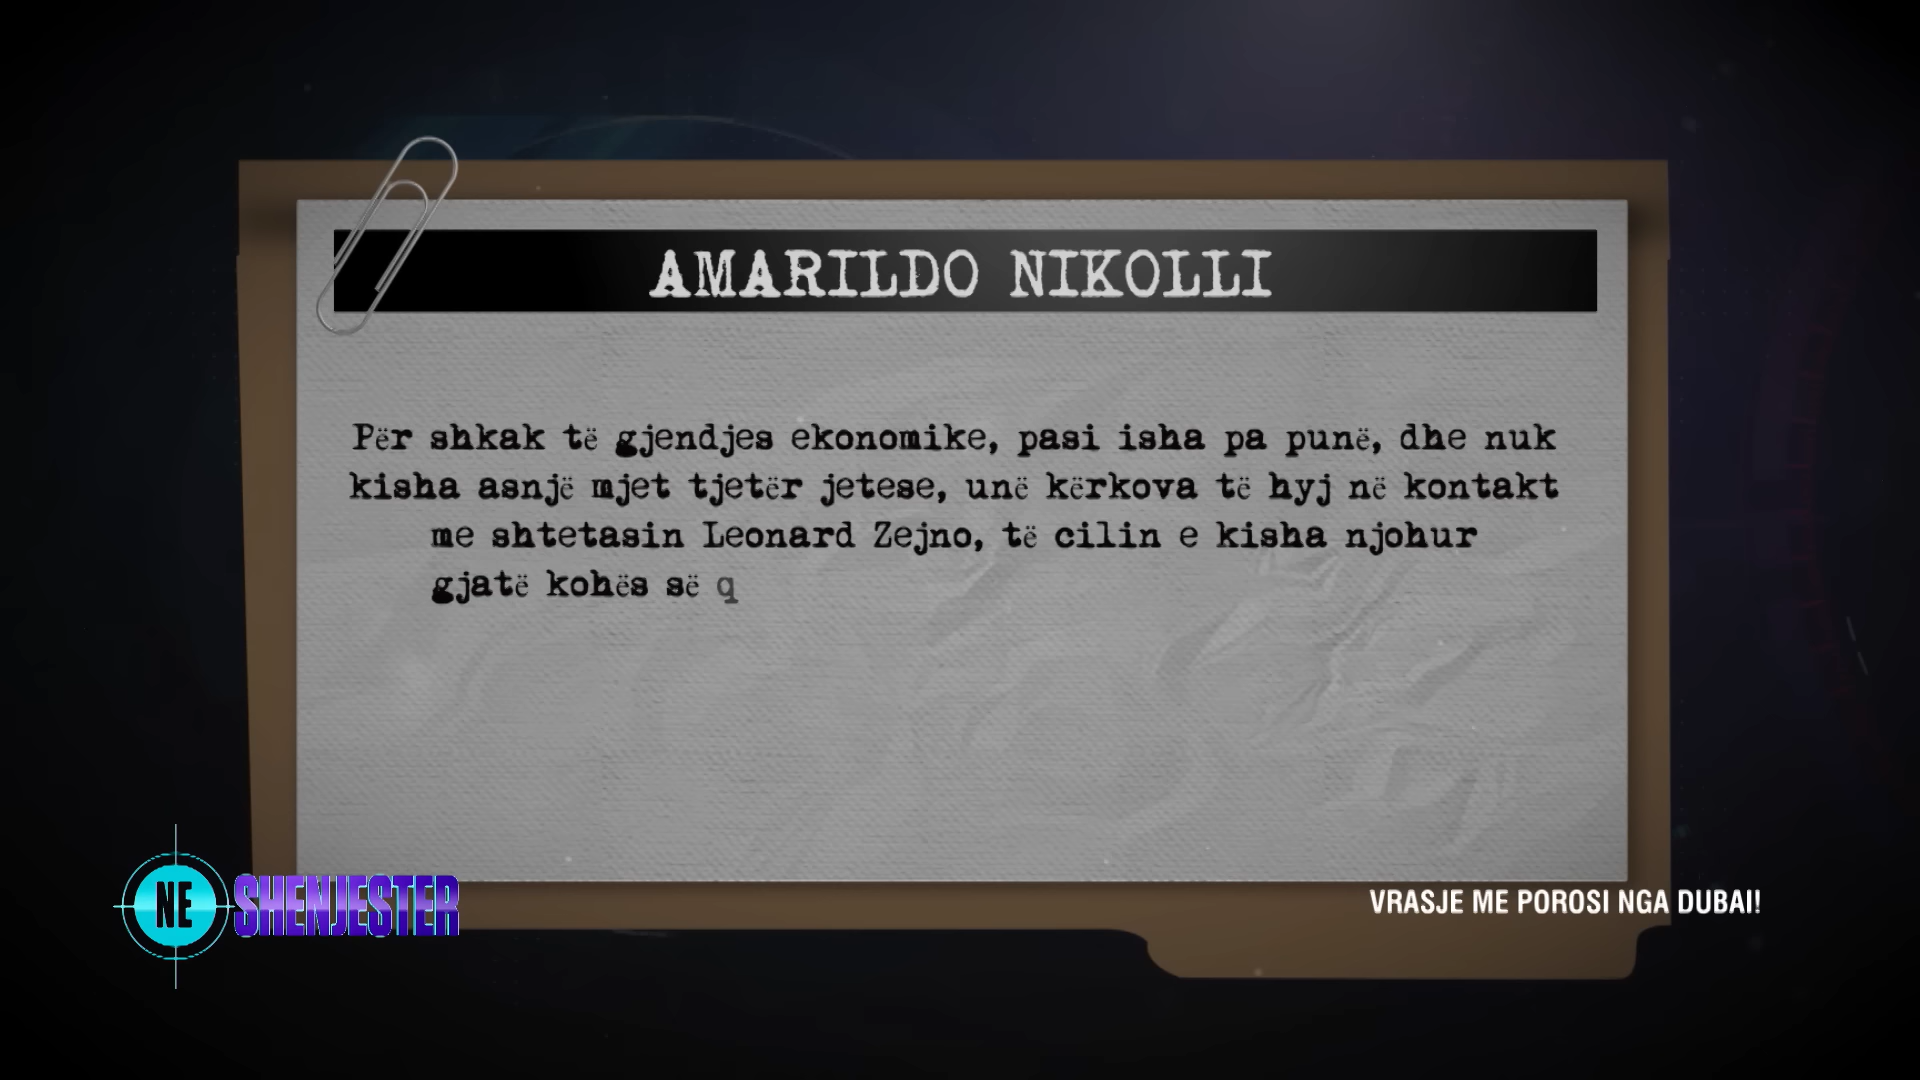 AMARILDO NIKOLLI
Për shkak të gjendjes ekonomike, pasi isha pa punë, dhe nuk
kisha asnjë mjet tjetër jetese, unë kërkova të hyj në kontakt
me shtetasin Leonard Zejno, të cilin e kisha njohur
gjatë kohës së q
NE SHENJESTER
VRASJE ME POROSI NGA DUBAI!